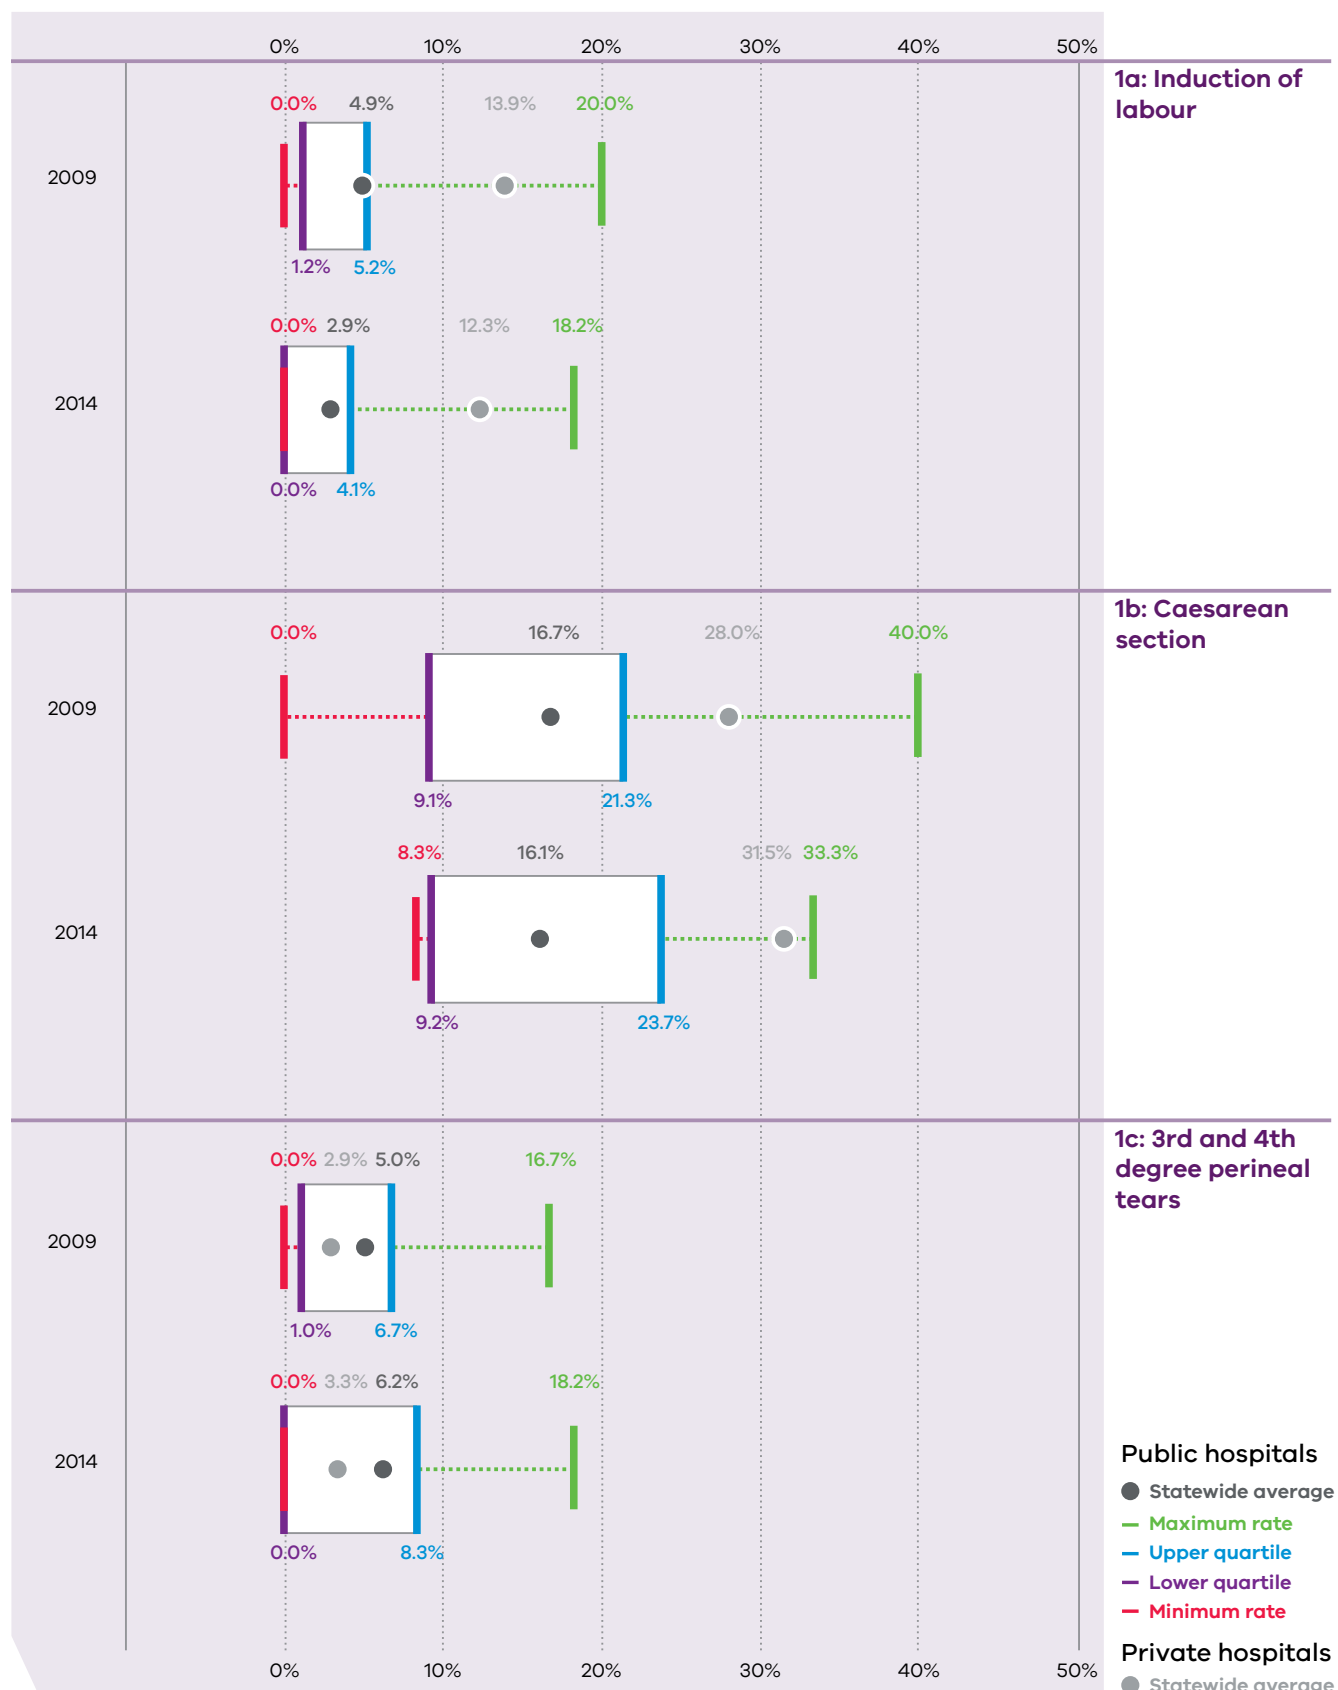 0% 10% 20% 30% 40% 50%
1a: Induction of
labour
0.0% 4.9% 13.9% 20.0%
2009
1.2% 5.2%
0.0% 2.9% 12.3% 18.2%
2014
0.0% 4.1%
1b: Caesarean
section
0.0% 16.7% 28.0% 40.0%
2009
9.1% 21.3%
8.3% 16.1% 31.5% 33.3%
2014
9.2% 23.7%
1c: 3rd and 4th
degree perineal
tears
0.0% 2.9% 5.0% 16.7%
2009
1.0% 6.7%
0.0% 3.3% 6.2% 18.2%
2014
0.0% 8.3%
Public hospitals
Statewide average
Maximum rate
Upper quartile
Lower quartile
Minimum rate
Private hospitals
Statewide average
0% 10% 20% 30% 40% 50%